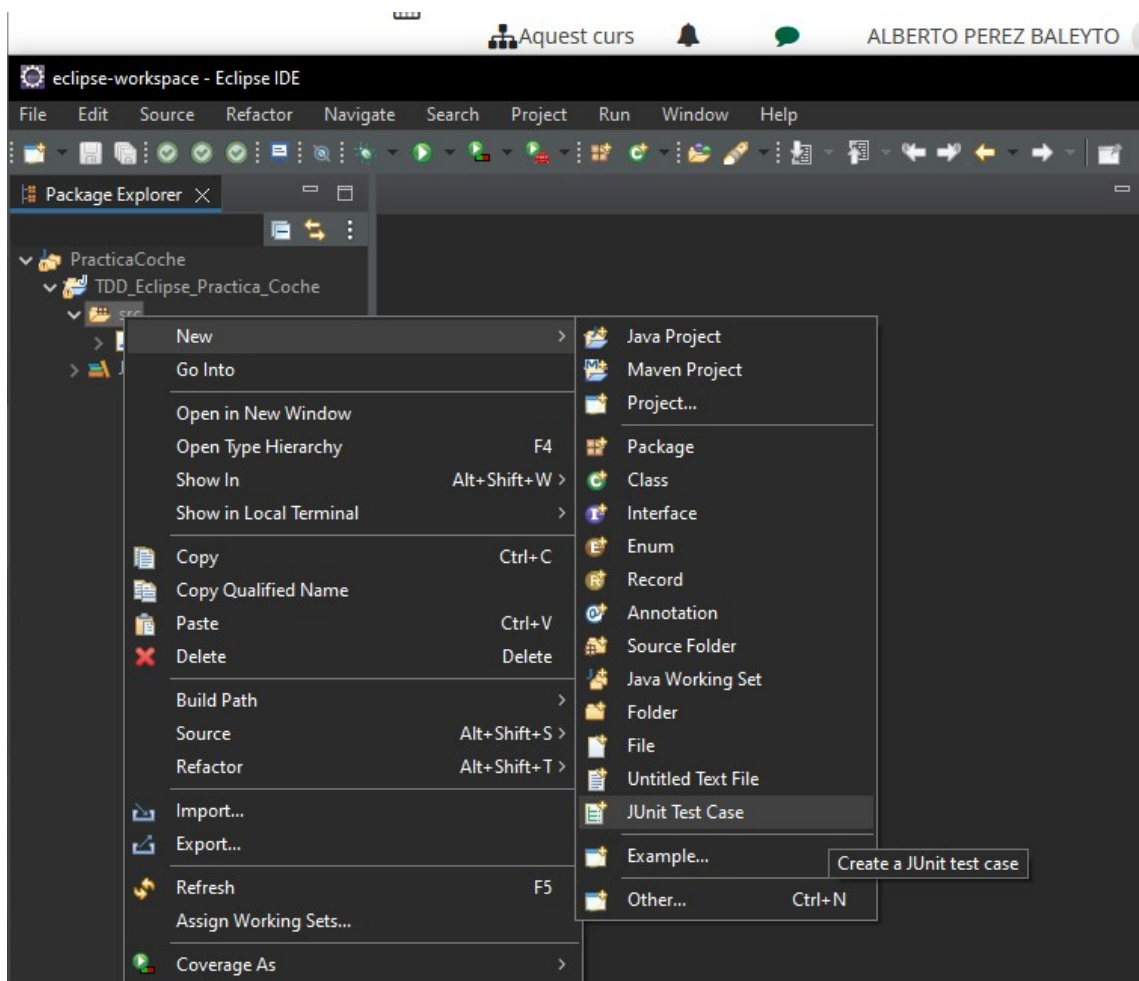 Aquest curs ALBERTO PEREZ BALEYTO
eclipse-workspace - Eclipse IDE
File Edit Source Refactor Navigate Search Project Run Window Help
Package Explorer
PracticaCoche
TDD_Eclipse_Practica_Coche
src
New
Go Into
Open in New Window
Open Type Hierarchy F4
Show In Alt+Shift+W >
Show in Local Terminal
Copy Ctrl+C
Copy Qualified Name
Paste Ctrl+V
Delete Delete
Build Path
Source Alt+Shift+S >
Refactor Alt+Shift+T >
Import...
Export...
Refresh F5
Assign Working Sets...
Coverage As
Java Project
Maven Project
Project...
Package
Class
Interface
Enum
Record
Annotation
Source Folder
Java Working Set
Folder
File
Untitled Text File
JUnit Test Case
Example...
Other... Ctrl+N
Create a JUnit test case